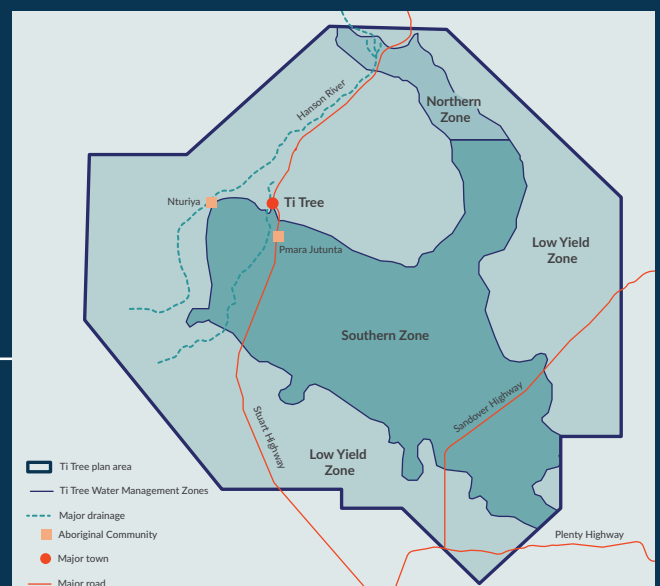 Hanson River
Northern
Zone
Nturiya
Ti Tree
Pmara Jutunta
Low Yield
Zone
Southern Zone
Sandover Highway
Stuart Highway
Low Yield
Zone
Plenty Highway
Ti Tree plan area
Ti Tree Water Management Zones
Major drainage
Aboriginal Community
Major town
Major road